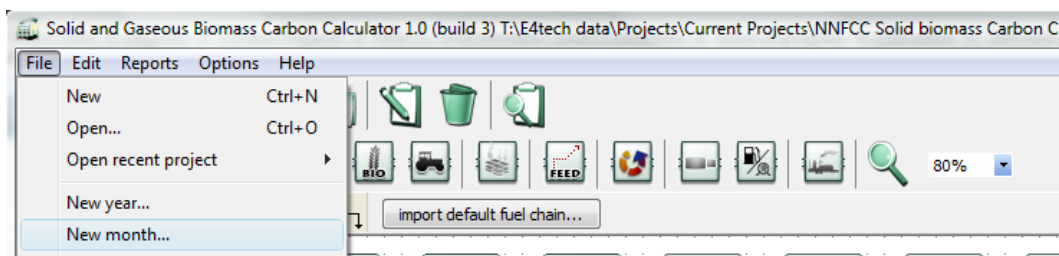 Solid and Gaseous Biomass Carbon Calculator 1.0 (build 3) T:\E4tech data\Projects\Current Projects\NNFCC Solid biomass Carbon C
File Edit Reports Options Help
New Ctrl+N
Open... Ctrl+O
Open recent project
BIO FEED 80%
New year...
import default fuel chain...
New month...